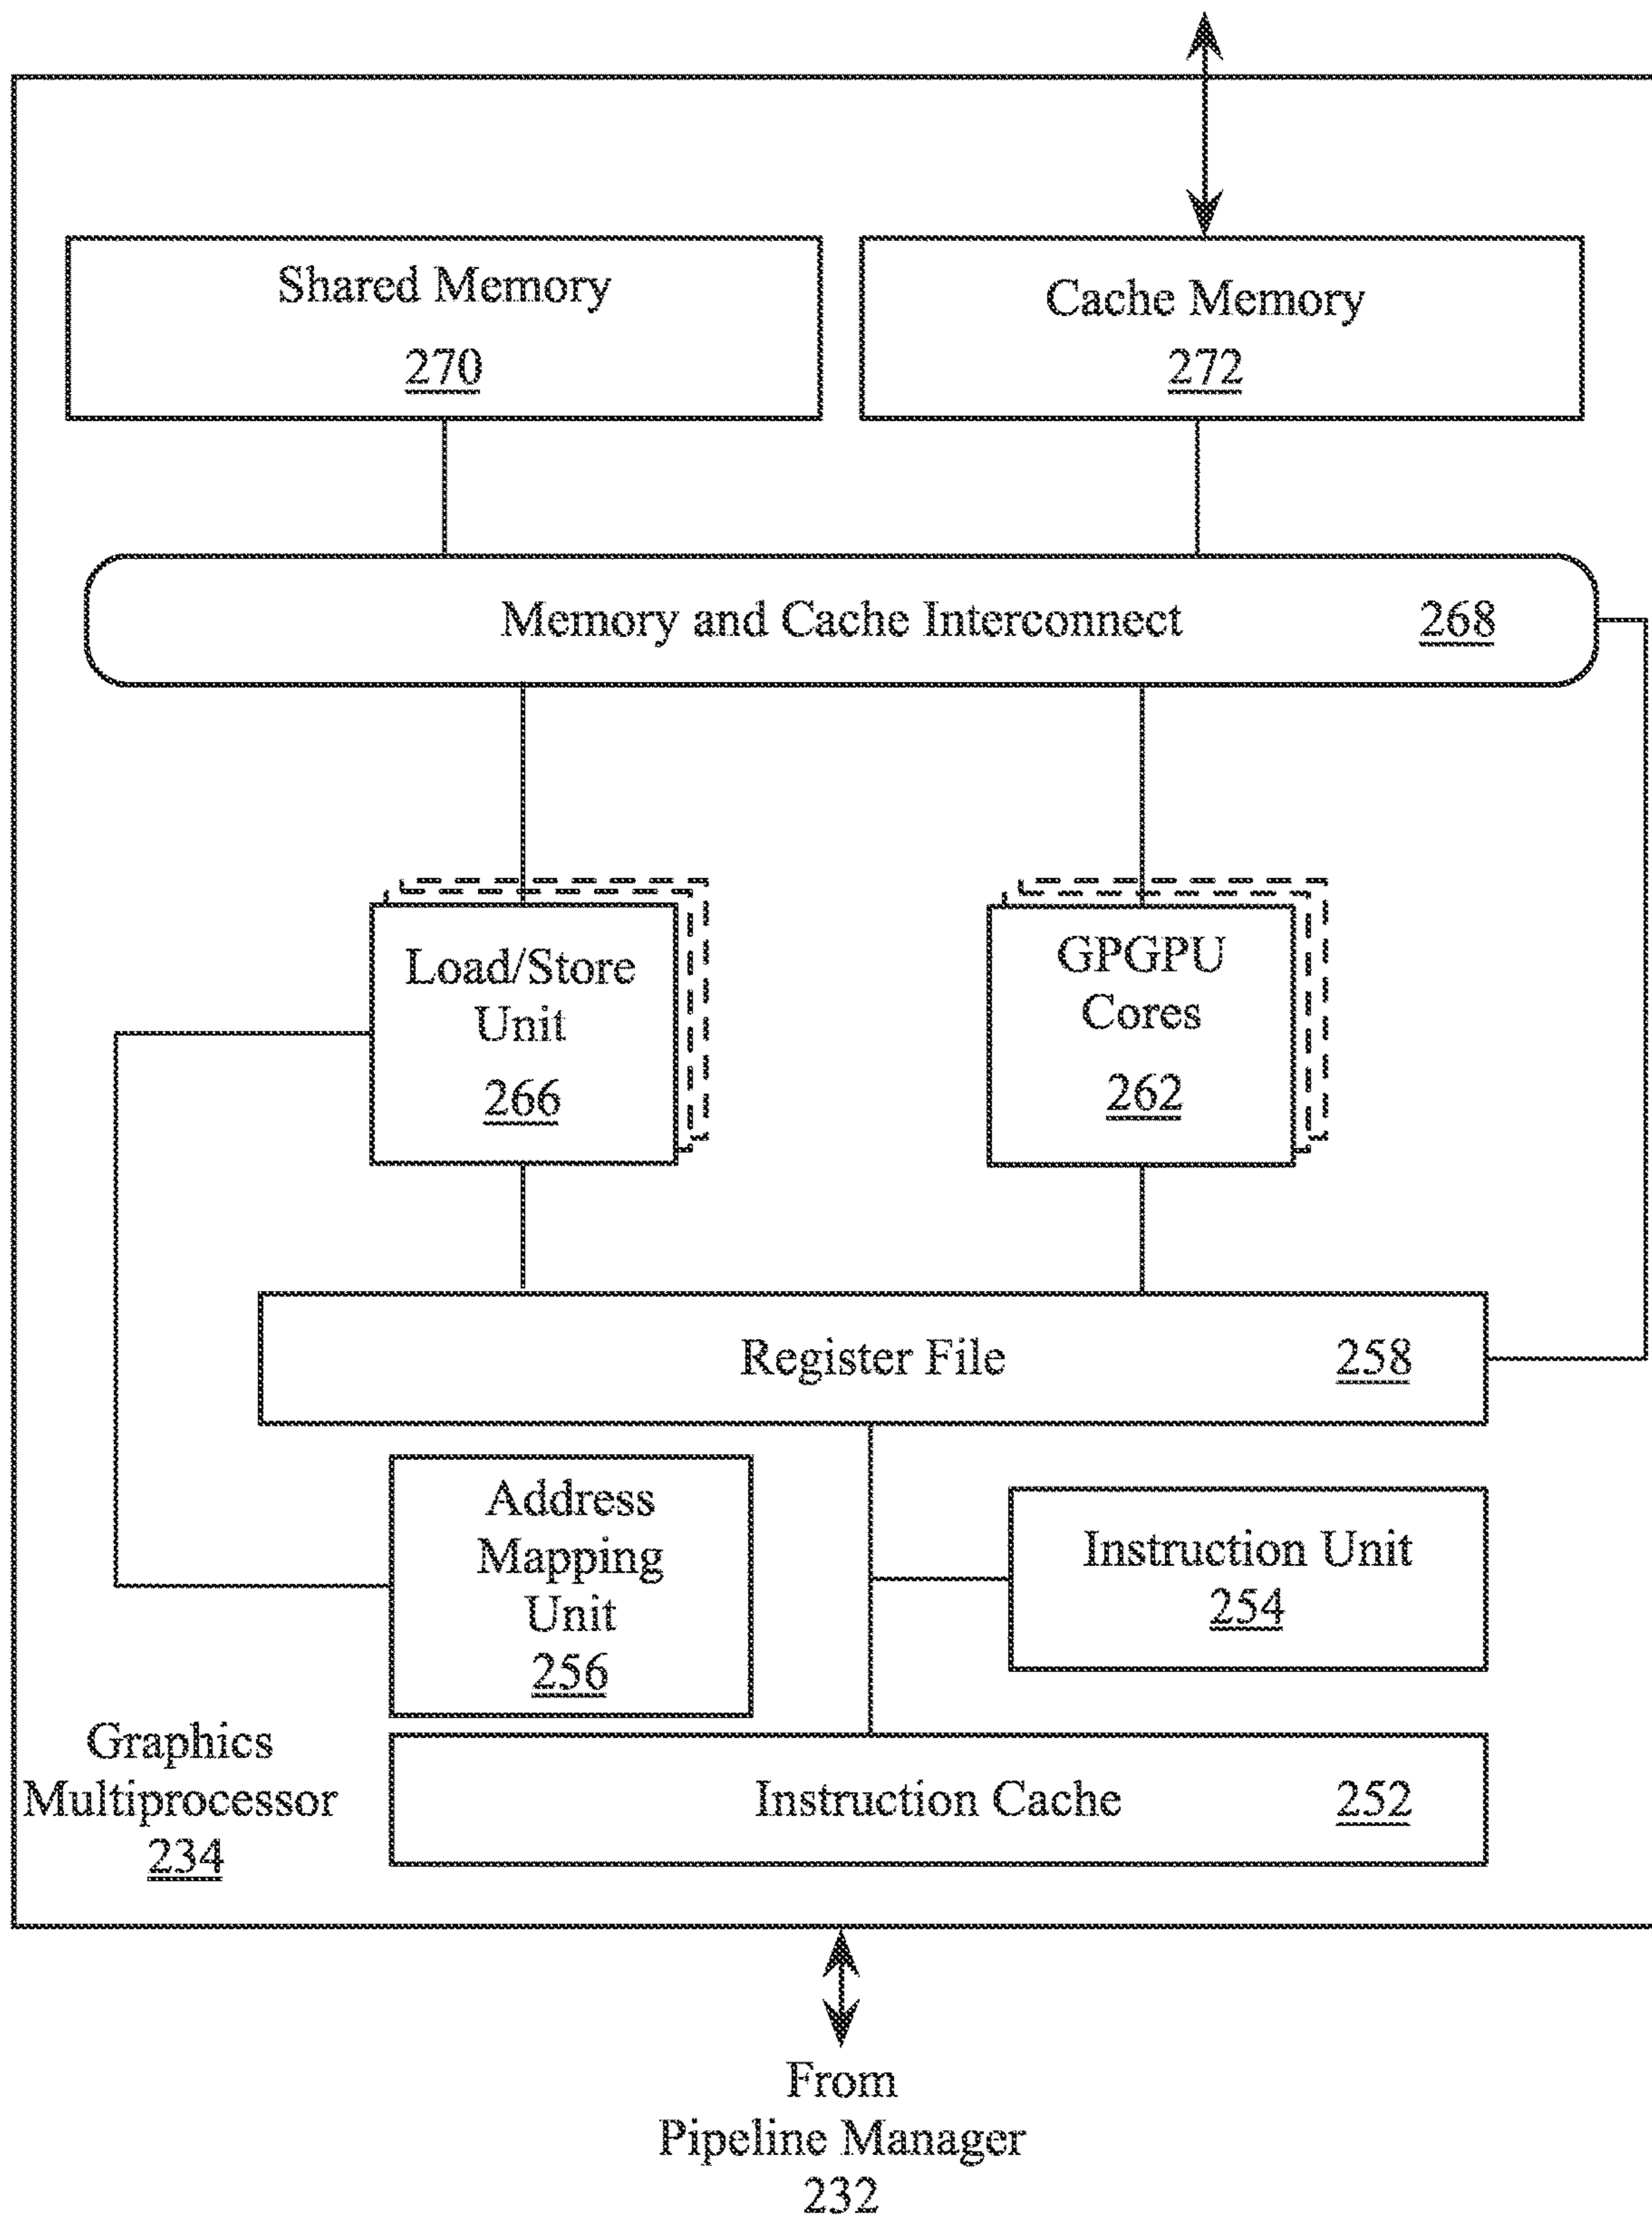 Shared Memory
270
Cache Memory
272
Memory and Cache Interconnect 268
Load/Store
Unit
266
GPGPU
Cores
262
Register File 258
Address
Mapping
Unit
256
Instruction Unit
254
Graphics
Multiprocessor
234
Instruction Cache 252
From
Pipeline Manager
232